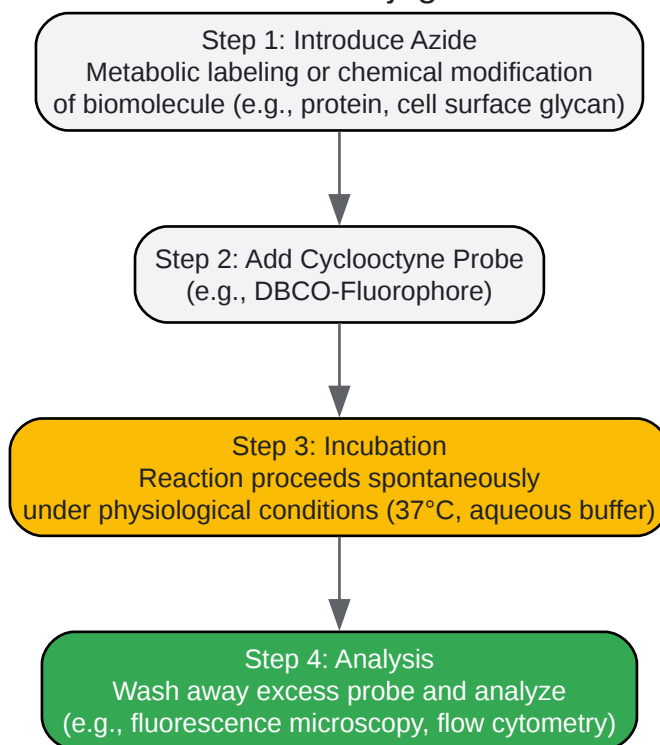 Step 1: Introduce Azide
Metabolic labeling or chemical modification
of biomolecule (e.g., protein, cell surface glycan)
Step 2: Add Cyclooctyne Probe
(e.g., DBCO-Fluorophore)
Step 3: Incubation
Reaction proceeds spontaneously
under physiological conditions (37°C, aqueous buffer)
Step 4: Analysis
Wash away excess probe and analyze
(e.g., fluorescence microscopy, flow cytometry)